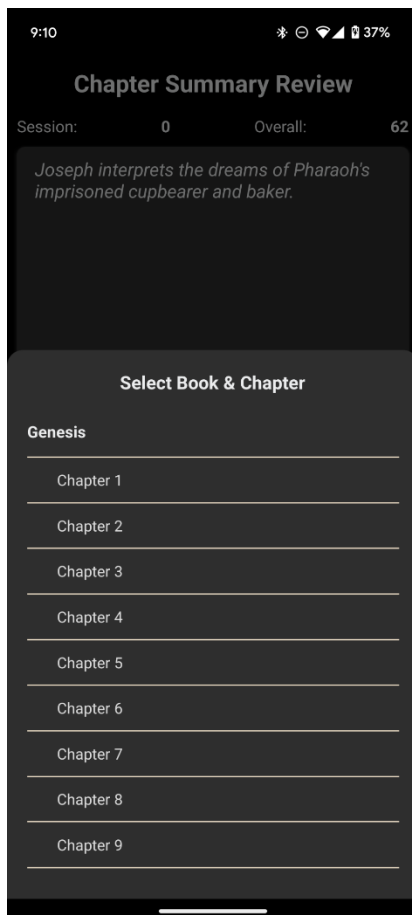 9:10 37%
Chapter Summary Review
Session: 0 Overall: 62
Joseph interprets the dreams of Pharaoh's
imprisoned cupbearer and baker.
Select Book & Chapter
Genesis
Chapter 1
Chapter 2
Chapter 3
Chapter 4
Chapter 5
Chapter 6
Chapter 7
Chapter 8
Chapter 9